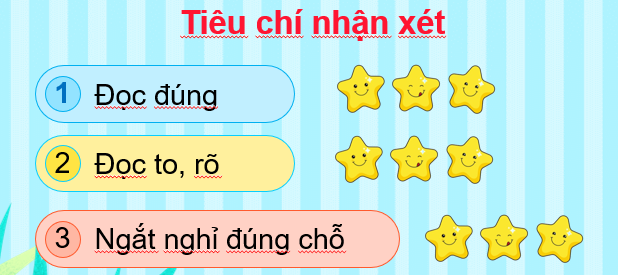 Tiêu chí nhận xét
1 Đọc đúng
2 Đọc to, rõ
3 Ngắt nghỉ đúng chỗ